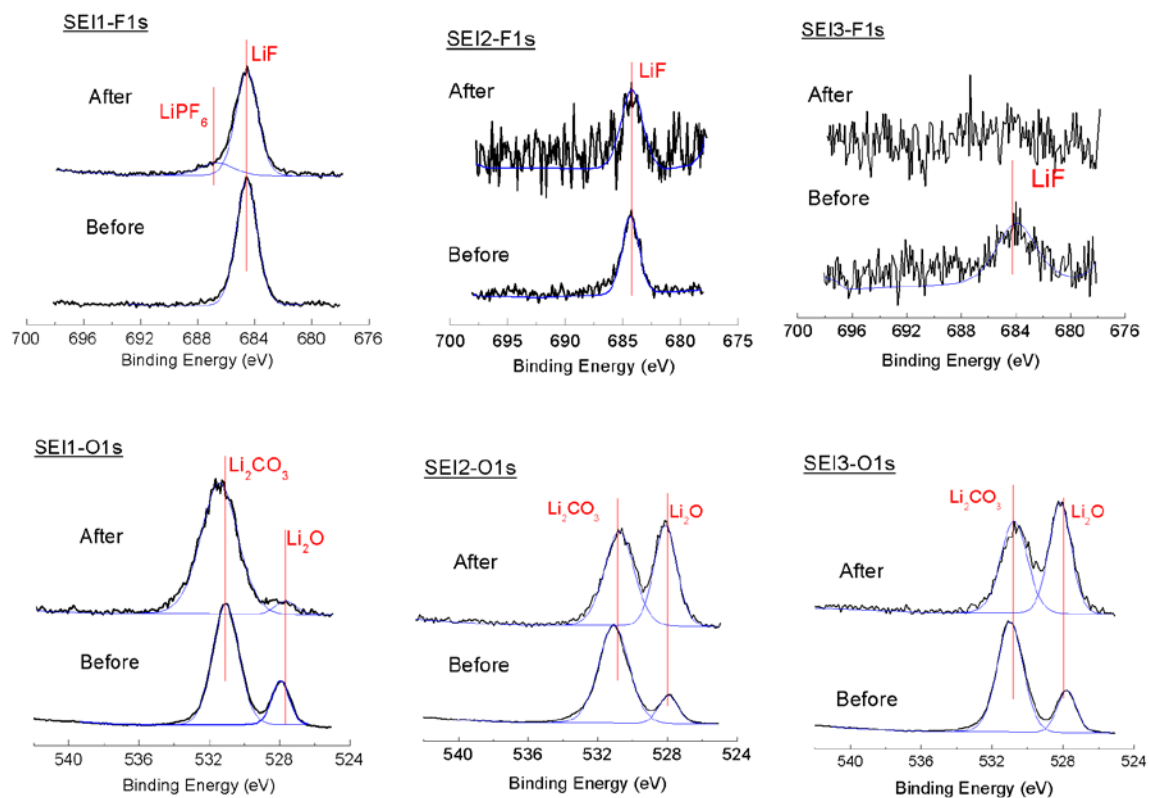 SEI1-F1s
LiF
After
LiPF₆
Before
700 696 692 688 684 680 676
Binding Energy (eV)
SEI2-F1s
LiF
After
Before
700 695 690 685 680 675
Binding Energy (eV)
SEI3-F1s
After
LiF
Before
700 696 692 688 684 680 676
Binding Energy (eV)
SEI1-O1s
Li₂CO₃
After
Li₂O
Before
540 536 532 528 524
Binding Energy (eV)
SEI2-O1s
Li₂CO₃
Li₂O
After
Before
540 536 532 528 524
Binding Energy (eV)
SEI3-O1s
Li₂CO₃
Li₂O
After
Before
540 536 532 528 524
Binding Energy (eV)